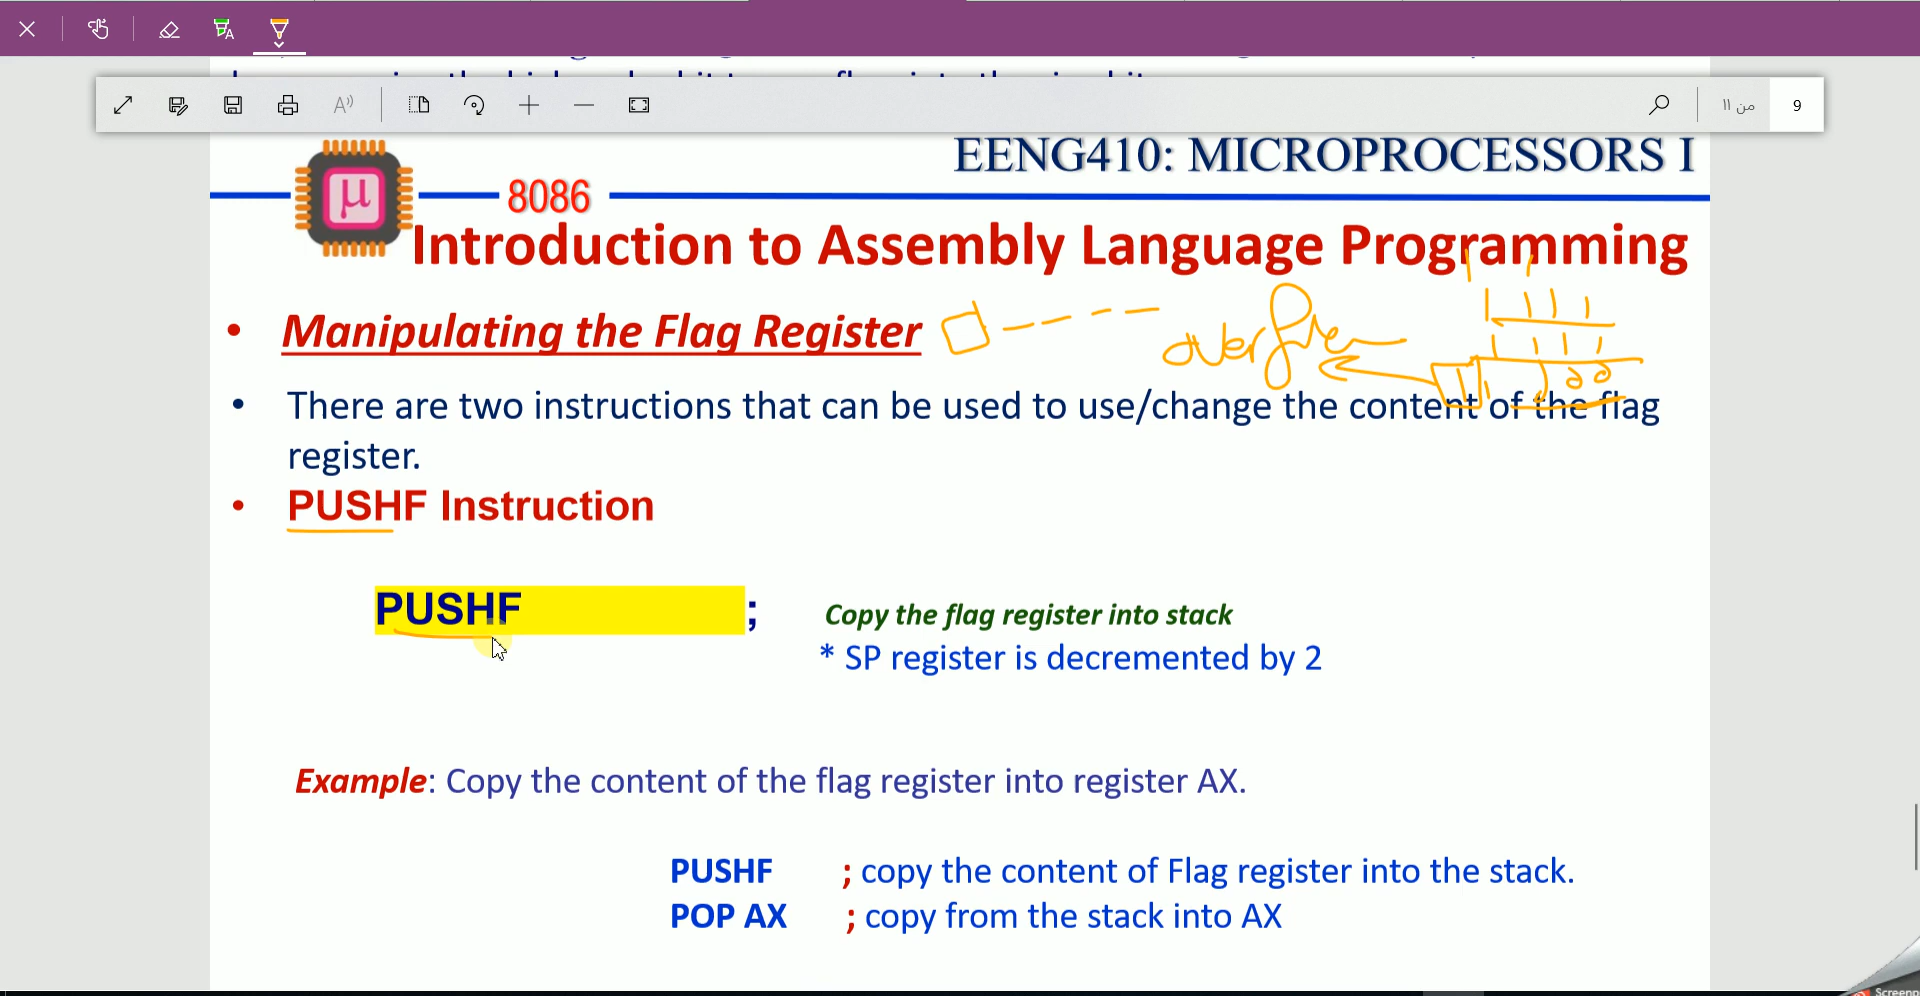 من ١١
9
EENG410: MICROPROCESSORS I
µ
8086
Introduction to Assembly Language Programming
• Manipulating the Flag Register
• There are two instructions that can be used to use/change the content of the flag
register.
• PUSHF Instruction
PUSHF ; Copy the flag register into stack
* SP register is decremented by 2
Example: Copy the content of the flag register into register AX.
PUSHF ; copy the content of Flag register into the stack.
POP AX ; copy from the stack into AX